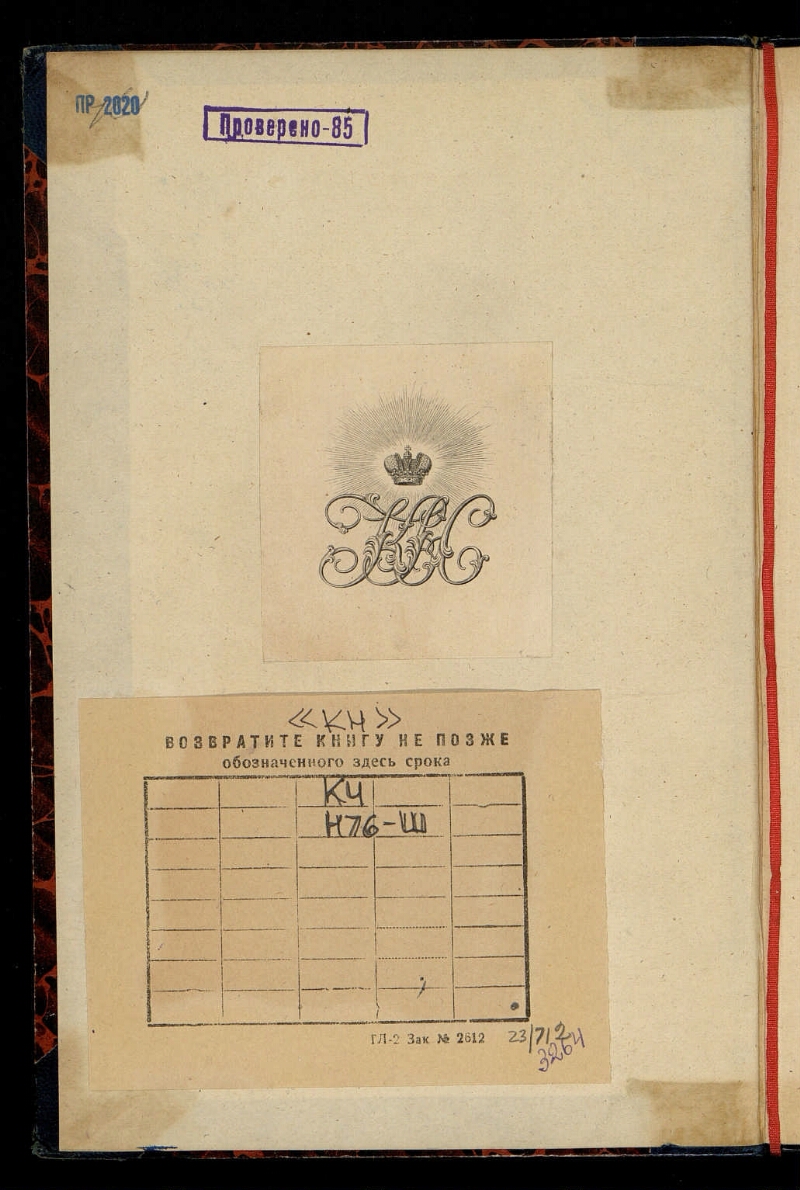 ПР 2020
Проверено-85
«КН»
ВОЗВРАТИТЕ КНИГУ НЕ ПОЗЖЕ
обозначенного здесь срока
КЧ
Н76-Ш
ГЛ-2 Зак № 2612